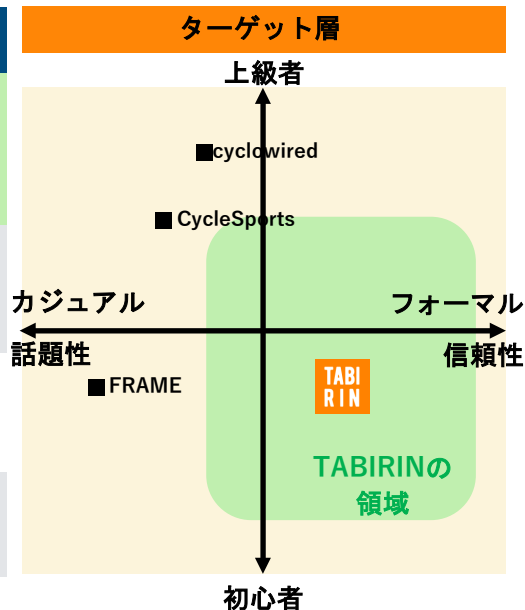 ターゲット層
上級者
cyclowired
CycleSports
カジュアル
フォーマル
話題性
信頼性
FRAME
TABI
RIN
TABIRINの
領域
初心者